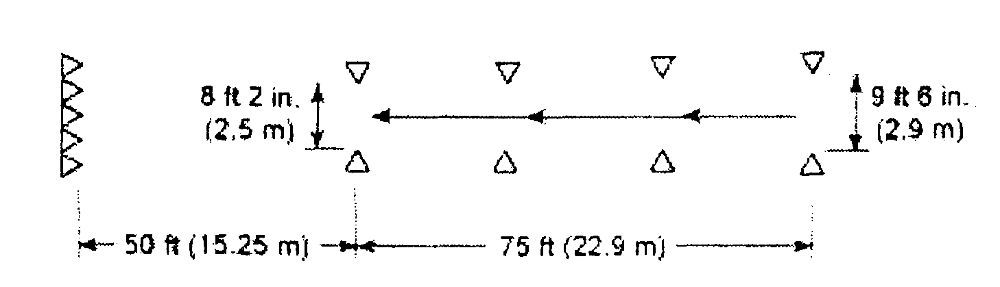 8 ft 2 in.
(2.5 m)
9 ft 6 in.
(2.9 m)
50 ft (15.25 m)
75 ft (22.9 m)